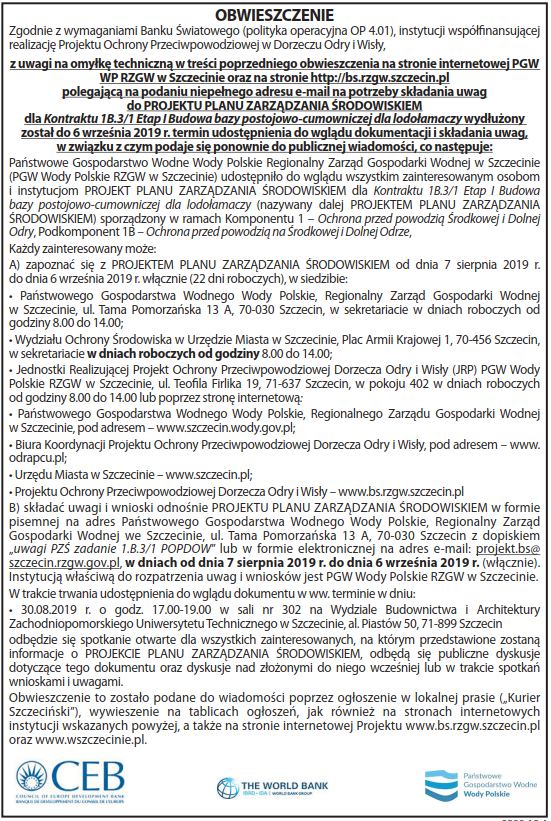 OBWIESZCZENIE
Zgodnie z wymaganiami Banku Światowego (polityka operacyjna OP 4.01), instytucji współfinansującej
realizację Projektu Ochrony Przeciwpowodziowej w Dorzeczu Odry i Wisły,
z uwagi na omyłkę techniczną w treści poprzedniego obwieszczenia na stronie internetowej PGW
WP RZGW w Szczecinie oraz na stronie http://bs.rzgw.szczecin.pl
polegającą na podaniu niepełnego adresu e-mail na potrzeby składania uwag
do PROJEKTU PLANU ZARZĄDZANIA ŚRODOWISKIEM
dla Kontraktu 1B.3/1 Etap I Budowa bazy postojowo-cumowniczej dla lodołamaczy wydłużony
został do 6 września 2019 r. termin udostępnienia do wglądu dokumentacji i składania uwag,
w związku z czym podaje się ponownie do publicznej wiadomości, co następuje:
Państwowe Gospodarstwo Wodne Wody Polskie Regionalny Zarząd Gospodarki Wodnej w Szczecinie
(PGW Wody Polskie RZGW w Szczecinie) udostępniło do wglądu wszystkim zainteresowanym osobom
i instytucjom PROJEKT PLANU ZARZĄDZANIA ŚRODOWISKIEM dla Kontraktu 1B.3/1 Etap I Budowa
bazy postojowo-cumowniczej dla lodołamaczy (nazywany dalej PROJEKTEM PLANU ZARZĄDZANIA
ŚRODOWISKIEM) sporządzony w ramach Komponentu 1 – Ochrona przed powodzią Środkowej i Dolnej
Odry, Podkomponent 1B – Ochrona przed powodzią na Środkowej i Dolnej Odrze,
Każdy zainteresowany może:
A) zapoznać się z PROJEKTEM PLANU ZARZĄDZANIA ŚRODOWISKIEM od dnia 7 sierpnia 2019 r.
do dnia 6 września 2019 r. włącznie (22 dni roboczych), w siedzibie:
• Państwowego Gospodarstwa Wodnego Wody Polskie, Regionalny Zarząd Gospodarki Wodnej
w Szczecinie, ul. Tama Pomorzańska 13 A, 70-030 Szczecin, w sekretariacie w dniach roboczych od
godziny 8.00 do 14.00;
• Wydziału Ochrony Środowiska w Urzędzie Miasta w Szczecinie, Plac Armii Krajowej 1, 70-456 Szczecin,
w sekretariacie w dniach roboczych od godziny 8.00 do 14.00;
• Jednostki Realizującej Projekt Ochrony Przeciwpowodziowej Dorzecza Odry i Wisły (JRP) PGW Wody
Polskie RZGW w Szczecinie, ul. Teofila Firlika 19, 71-637 Szczecin, w pokoju 402 w dniach roboczych
od godziny 8.00 do 14.00 lub poprzez stronę internetową:
• Państwowego Gospodarstwa Wodnego Wody Polskie, Regionalnego Zarządu Gospodarki Wodnej
w Szczecinie, pod adresem – www.szczecin.wody.gov.pl;
• Biura Koordynacji Projektu Ochrony Przeciwpowodziowej Dorzecza Odry i Wisły, pod adresem – www.
odrapcu.pl;
• Urzędu Miasta w Szczecinie – www.szczecin.pl;
• Projektu Ochrony Przeciwpowodziowej Dorzecza Odry i Wisły – www.bs.rzgw.szczecin.pl
B) składać uwagi i wnioski odnośnie PROJEKTU PLANU ZARZĄDZANIA ŚRODOWISKIEM w formie
pisemnej na adres Państwowego Gospodarstwa Wodnego Wody Polskie, Regionalny Zarząd
Gospodarki Wodnej we Szczecinie, ul. Tama Pomorzańska 13 A, 70-030 Szczecin z dopiskiem
„uwagi PZŚ zadanie 1.B.3/1 POPDOW” lub w formie elektronicznej na adres e-mail: projekt.bs@
szczecin.rzgw.gov.pl, w dniach od dnia 7 sierpnia 2019 r. do dnia 6 września 2019 r. (włącznie).
Instytucją właściwą do rozpatrzenia uwag i wniosków jest PGW Wody Polskie RZGW w Szczecinie.
W trakcie trwania udostępnienia do wglądu dokumentu w ww. terminie w dniu:
• 30.08.2019 r. o godz. 17.00-19.00 w sali nr 302 na Wydziale Budownictwa i Architektury
Zachodniopomorskiego Uniwersytetu Technicznego w Szczecinie, al. Piastów 50, 71-899 Szczecin
odbędzie się spotkanie otwarte dla wszystkich zainteresowanych, na którym przedstawione zostaną
informacje o PROJEKCIE PLANU ZARZĄDZANIA ŚRODOWISKIEM, odbędą się publiczne dyskusje
dotyczące tego dokumentu oraz dyskusje nad złożonymi do niego wcześniej lub w trakcie spotkań
wnioskami i uwagami.
Obwieszczenie to zostało podane do wiadomości poprzez ogłoszenie w lokalnej prasie („Kurier
Szczeciński”), wywieszenie na tablicach ogłoszeń, jak również na stronach internetowych
instytucji wskazanych powyżej, a także na stronie internetowej Projektu www.bs.rzgw.szczecin.pl
oraz www.wszczecinie.pl.
CEB
COUNCIL OF EUROPE DEVELOPMENT BANK
BANQUE DE DÉVELOPPEMENT DU CONSEIL DE L'EUROPE
THE WORLD BANK
IBRD • IDA | WORLD BANK GROUP
Państwowe
Gospodarstwo Wodne
Wody Polskie